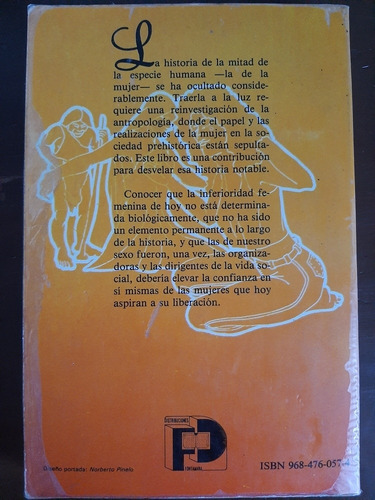 La historia de la mitad de
la especie humana —la de la
mujer— se ha ocultado conside-
rablemente. Traerla a la luz re-
quiere una reinvestigación de la
antropología, donde el papel y las
realizaciones de la mujer en la so-
ciedad prehistórica están sepulta-
dos. Este libro es una contribución
para desvelar esa historia notable.
Conocer que la inferioridad fe-
menina de hoy no está determina-
da biológicamente, que no ha sido
un elemento permanente a lo largo
de la historia, y que las de nuestro
sexo fueron, una vez, las organiza-
doras y las dirigentes de la vida so-
cial, debería elevar la confianza en
sí mismas de las mujeres que hoy
aspiran a su liberación.
DISTRIBUCIONES
FONTAMARA
Diseño portada: Norberto Pinelo
ISBN 968-476-057-